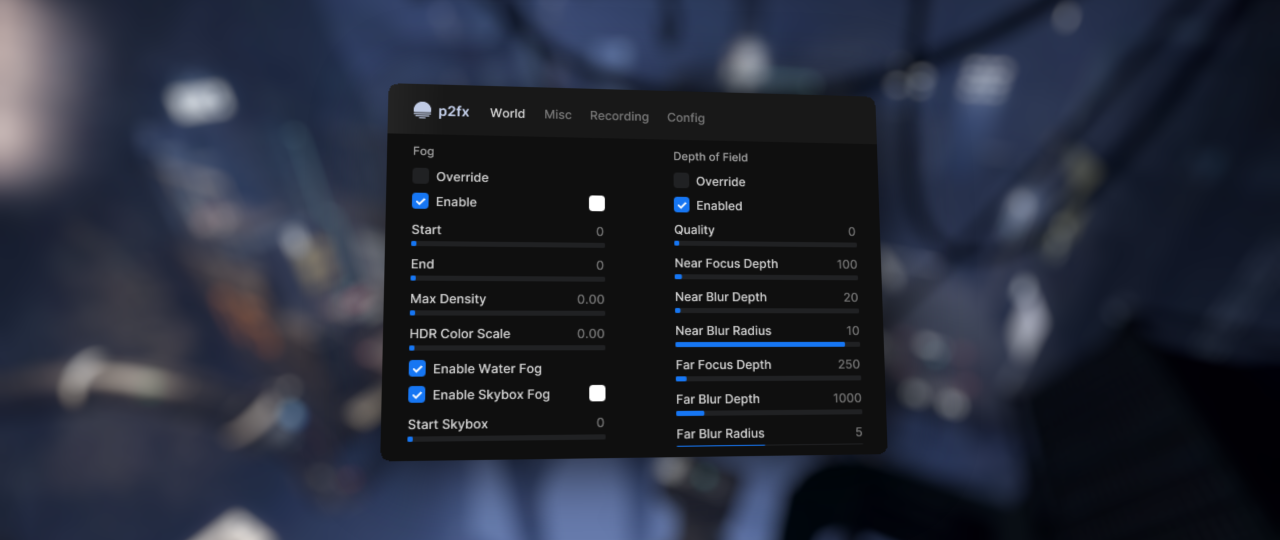 p2fx World Misc Recording Config
Fog
Override
Enable
Start 0
End 0
Max Density 0.00
HDR Color Scale 0.00
Enable Water Fog
Enable Skybox Fog
Start Skybox 0
Depth of Field
Override
Enabled
Quality 0
Near Focus Depth 100
Near Blur Depth 20
Near Blur Radius 10
Far Focus Depth 250
Far Blur Depth 1000
Far Blur Radius 5